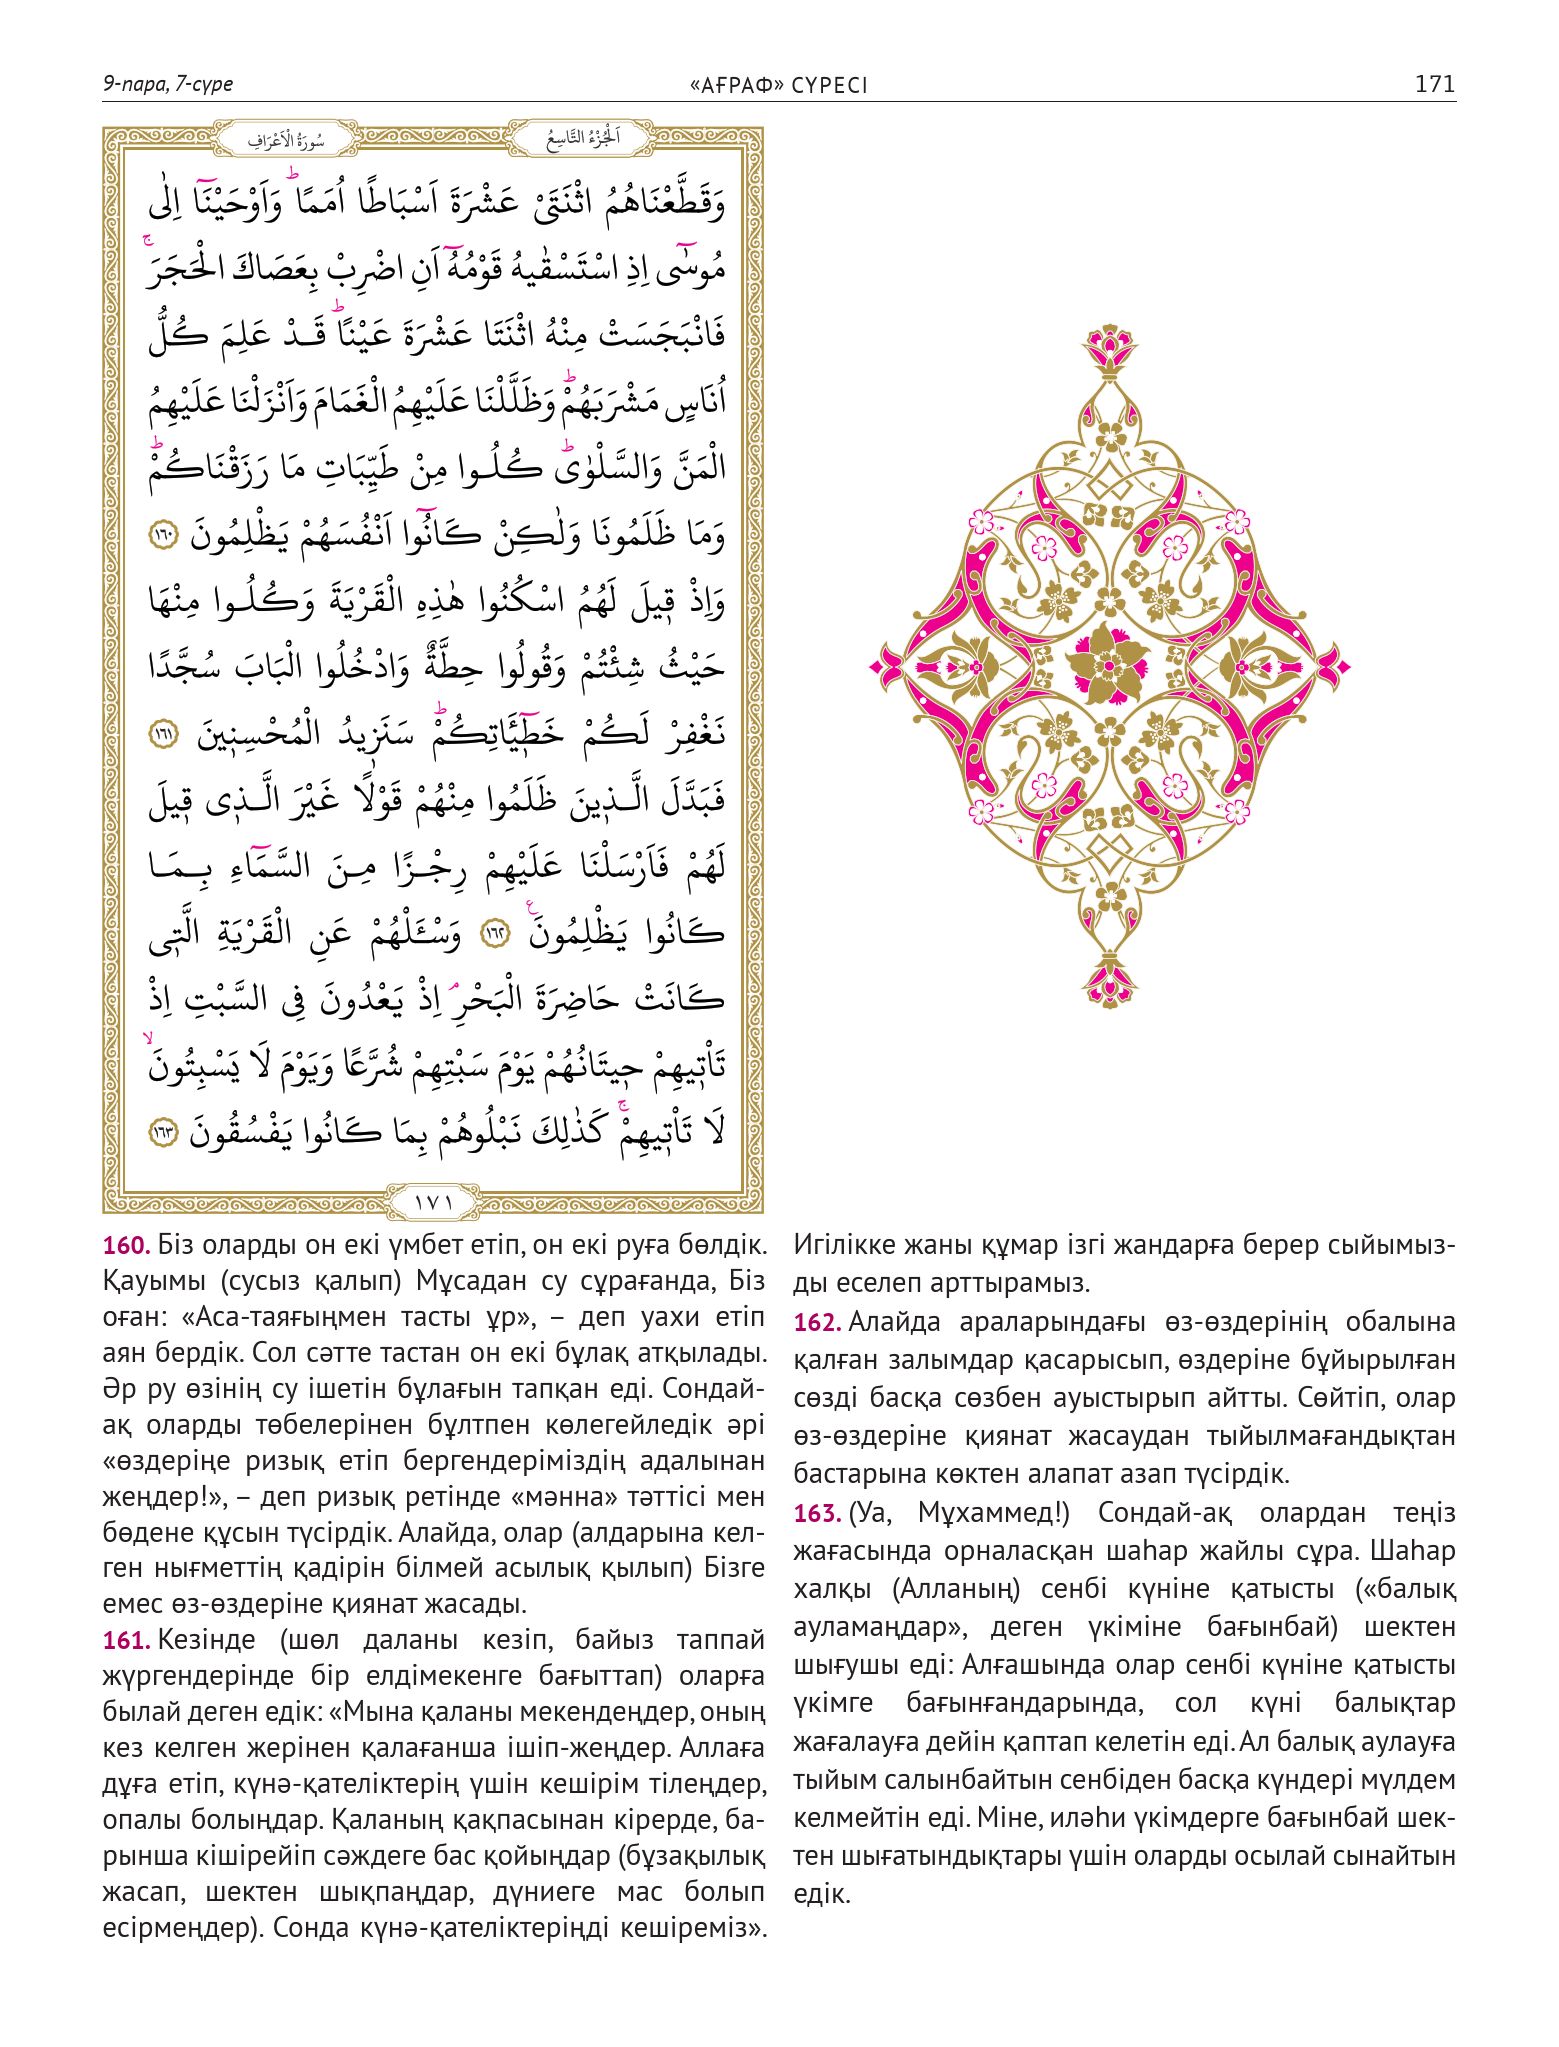 9-пара, 7-сүре
«АҒРАФ» СҮРЕСІ
171
اَلْجُزْءُ التَّاسِعُ
سُورَةُ الْاَعْرَافِ
وَقَطَّعْنَاهُمُ اثْنَتَىْ عَشْرَةَ اَسْبَاطًا اُمَمًاۜ وَاَوْحَيْنَٓا اِلٰى
مُوسٰٓى اِذِ اسْتَسْقٰيهُ قَوْمُهُٓ اَنِ اضْرِبْ بِعَصَاكَ الْحَجَرَۚ
فَانْبَجَسَتْ مِنْهُ اثْنَتَا عَشْرَةَ عَيْنًاۜ قَدْ عَلِمَ كُلُّ
اُنَاسٍ مَشْرَبَهُمْۜ وَظَلَّلْنَا عَلَيْهِمُ الْغَمَامَ وَاَنْزَلْنَا عَلَيْهِمُ
الْمَنَّ وَالسَّلْوٰىۜ كُلُوا مِنْ طَيِّبَاتِ مَا رَزَقْنَاكُمْۜ
وَمَا ظَلَمُونَا وَلٰكِنْ كَانُٓوا اَنْفُسَهُمْ يَظْلِمُونَ ﴿١٦٠﴾
وَاِذْ ق۪يلَ لَهُمُ اسْكُنُوا هٰذِهِ الْقَرْيَةَ وَكُلُوا مِنْهَا
حَيْثُ شِئْتُمْ وَقُولُوا حِطَّةٌ وَادْخُلُوا الْبَابَ سُجَّدًا
نَغْفِرْ لَكُمْ خَط۪ٓيـَٔاتِكُمْۜ سَنَز۪يدُ الْمُحْسِن۪ينَ ﴿١٦١﴾
فَبَدَّلَ الَّذ۪ينَ ظَلَمُوا مِنْهُمْ قَوْلًا غَيْرَ الَّذ۪ى ق۪يلَ
لَهُمْ فَاَرْسَلْنَا عَلَيْهِمْ رِجْزًا مِنَ السَّمَٓاءِ بِمَا
كَانُوا يَظْلِمُونَ۟ ﴿١٦٢﴾ وَسْـَٔلْهُمْ عَنِ الْقَرْيَةِ الَّت۪ى
كَانَتْ حَاضِرَةَ الْبَحْرِۢ اِذْ يَعْدُونَ فِى السَّبْتِ اِذْ
تَأْت۪يهِمْ ح۪يتَانُهُمْ يَوْمَ سَبْتِهِمْ شُرَّعًا وَيَوْمَ لَا يَسْبِتُونَۙ
لَا تَأْت۪يهِمْۚ كَذٰلِكَ نَبْلُوهُمْ بِمَا كَانُوا يَفْسُقُونَ ﴿١٦٣﴾
١٧١
160. Біз оларды он екі үмбет етіп, он екі руға бөлдік.
Қауымы (сусыз қалып) Мұсадан су сұрағанда, Біз
оған: «Аса-таяғыңмен тасты ұр», – деп уахи етіп
аян бердік. Сол сәтте тастан он екі бұлақ атқылады.
Әр ру өзінің су ішетін бұлағын тапқан еді. Сондай-
ақ оларды төбелерінен бұлтпен көлегейледік әрі
«өздеріңе ризық етіп бергендеріміздің адалынан
жеңдер!», – деп ризық ретінде «мәнна» тәттісі мен
бөдене құсын түсірдік. Алайда, олар (алдарына кел-
ген нығметтің қадірін білмей асылық қылып) Бізге
емес өз-өздеріне қиянат жасады.
161. Кезінде (шөл даланы кезіп, байыз таппай
жүргендерінде бір елдімекенге бағыттап) оларға
былай деген едік: «Мына қаланы мекендеңдер, оның
кез келген жерінен қалағанша ішіп-жеңдер. Аллаға
дұға етіп, күнә-қателіктерің үшін кешірім тілеңдер,
опалы болыңдар. Қаланың қақпасынан кірерде, ба-
рынша кішірейіп сәждеге бас қойыңдар (бұзақылық
жасап, шектен шықпаңдар, дүниеге мас болып
есірмеңдер). Сонда күнә-қателіктеріңді кешіреміз».
Игілікке жаны құмар ізгі жандарға берер сыйымыз-
ды еселеп арттырамыз.
162. Алайда араларындағы өз-өздерінің обалына
қалған залымдар қасарысып, өздеріне бұйырылған
сөзді басқа сөзбен ауыстырып айтты. Сөйтіп, олар
өз-өздеріне қиянат жасаудан тыйылмағандықтан
бастарына көктен алапат азап түсірдік.
163. (Уа, Мұхаммед!) Сондай-ақ олардан теңіз
жағасында орналасқан шаһар жайлы сұра. Шаһар
халқы (Алланың) сенбі күніне қатысты («балық
ауламаңдар», деген үкіміне бағынбай) шектен
шығушы еді: Алғашында олар сенбі күніне қатысты
үкімге бағынғандарында, сол күні балықтар
жағалауға дейін қаптап келетін еді. Ал балық аулауға
тыйым салынбайтын сенбіден басқа күндері мүлдем
келмейтін еді. Міне, иләһи үкімдерге бағынбай шек-
тен шығатындықтары үшін оларды осылай сынайтын
едік.